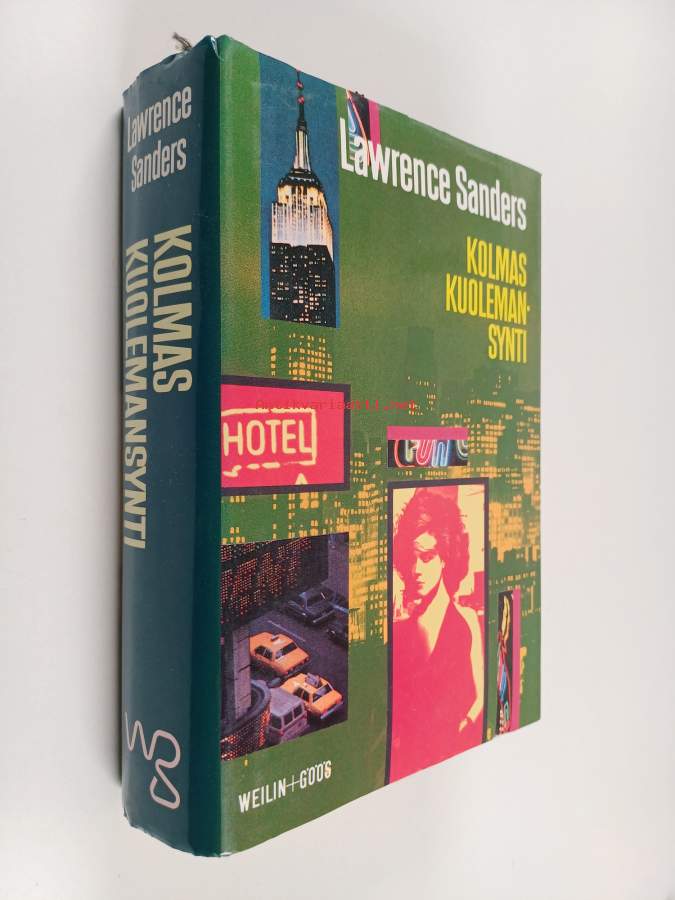 Lawrence
Sanders
KOLMAS
KUOLEMANSYNTI
Lawrence Sanders
KOLMAS
KUOLEMAN-
SYNTI
Antikvariaatti.net
HOTEL
WEILIN+GÖÖS